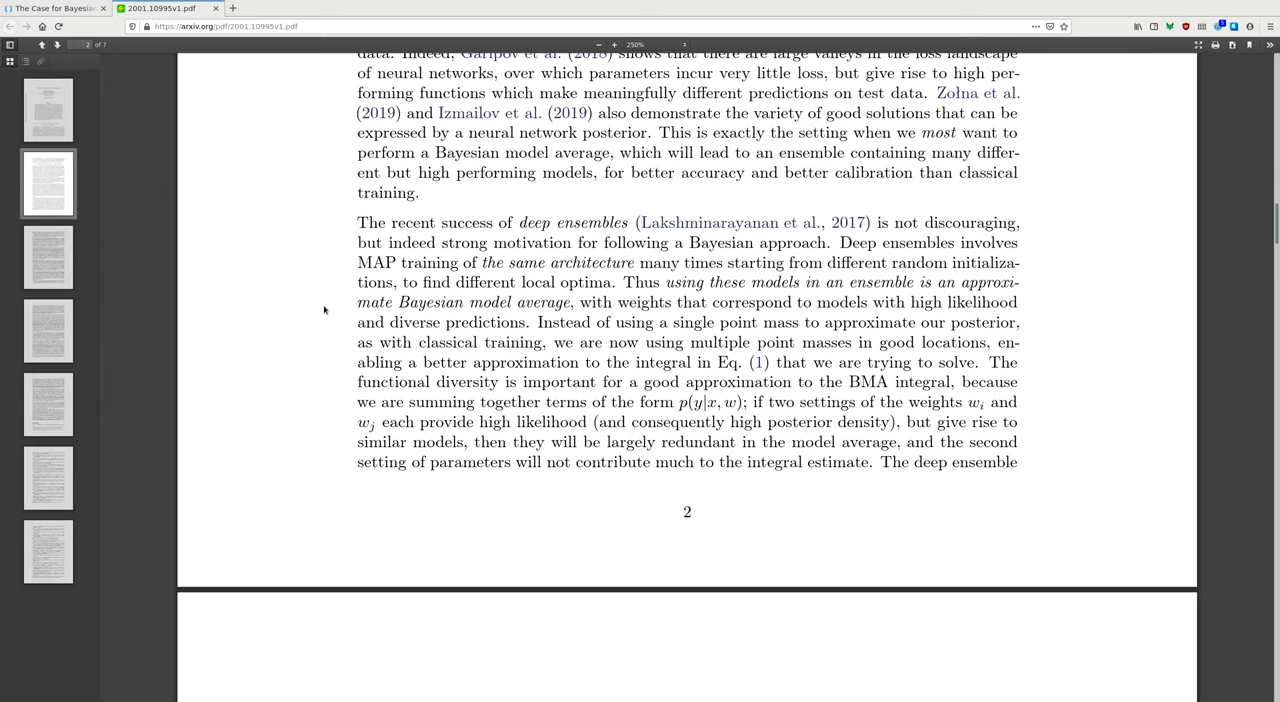 The Case for Bayesian
2001.10995v1.pdf
https://arxiv.org/pdf/2001.10995v1.pdf
2 of 7
250%
data. Indeed, Garipov et al. (2018) shows that there are large valleys in the loss landscape
of neural networks, over which parameters incur very little loss, but give rise to high per-
forming functions which make meaningfully different predictions on test data. Zołna et al.
(2019) and Izmailov et al. (2019) also demonstrate the variety of good solutions that can be
expressed by a neural network posterior. This is exactly the setting when we most want to
perform a Bayesian model average, which will lead to an ensemble containing many differ-
ent but high performing models, for better accuracy and better calibration than classical
training.
The recent success of deep ensembles (Lakshminarayanan et al., 2017) is not discouraging,
but indeed strong motivation for following a Bayesian approach. Deep ensembles involves
MAP training of the same architecture many times starting from different random initializa-
tions, to find different local optima. Thus using these models in an ensemble is an approxi-
mate Bayesian model average, with weights that correspond to models with high likelihood
and diverse predictions. Instead of using a single point mass to approximate our posterior,
as with classical training, we are now using multiple point masses in good locations, en-
abling a better approximation to the integral in Eq. (1) that we are trying to solve. The
functional diversity is important for a good approximation to the BMA integral, because
we are summing together terms of the form p(y|x, w); if two settings of the weights w_i and
w_j each provide high likelihood (and consequently high posterior density), but give rise to
similar models, then they will be largely redundant in the model average, and the second
setting of parameters will not contribute much to the integral estimate. The deep ensemble
2